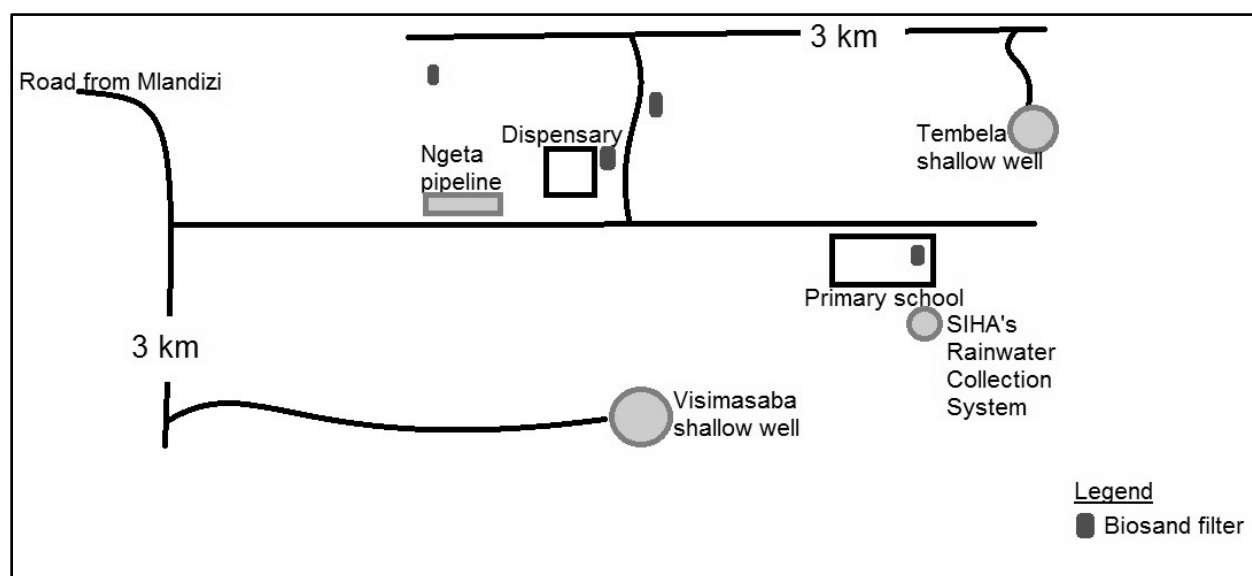 3 km
Road from Mlandizi
Dispensary
Ngeta
pipeline
Tembela
shallow well
Primary school
SIHA's
Rainwater
Collection
System
3 km
Visimasaba
shallow well
Legend
Biosand filter